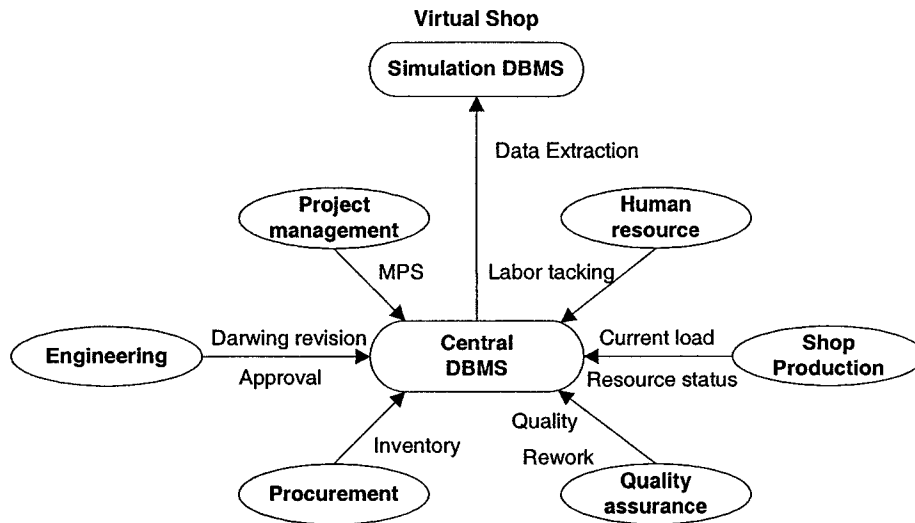 Virtual Shop
Simulation DBMS
Data Extraction
Project
management
Human
resource
MPS
Labor tacking
Engineering
Darwing revision
Approval
Central
DBMS
Current load
Resource status
Shop
Production
Inventory
Quality
Rework
Procurement
Quality
assurance